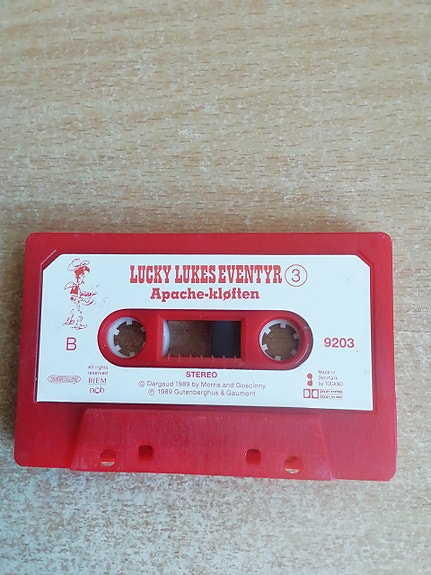 LUCKY LUKES EVENTYR 3
Apache-kløften
B
9203
STEREO
All rights
reserved
BIEM
ncb
© Dargaud 1989 by Morris and Goscinny
℗ 1989 Gutenberghus & Gaumont
Made in
Denmark
by TOCANO